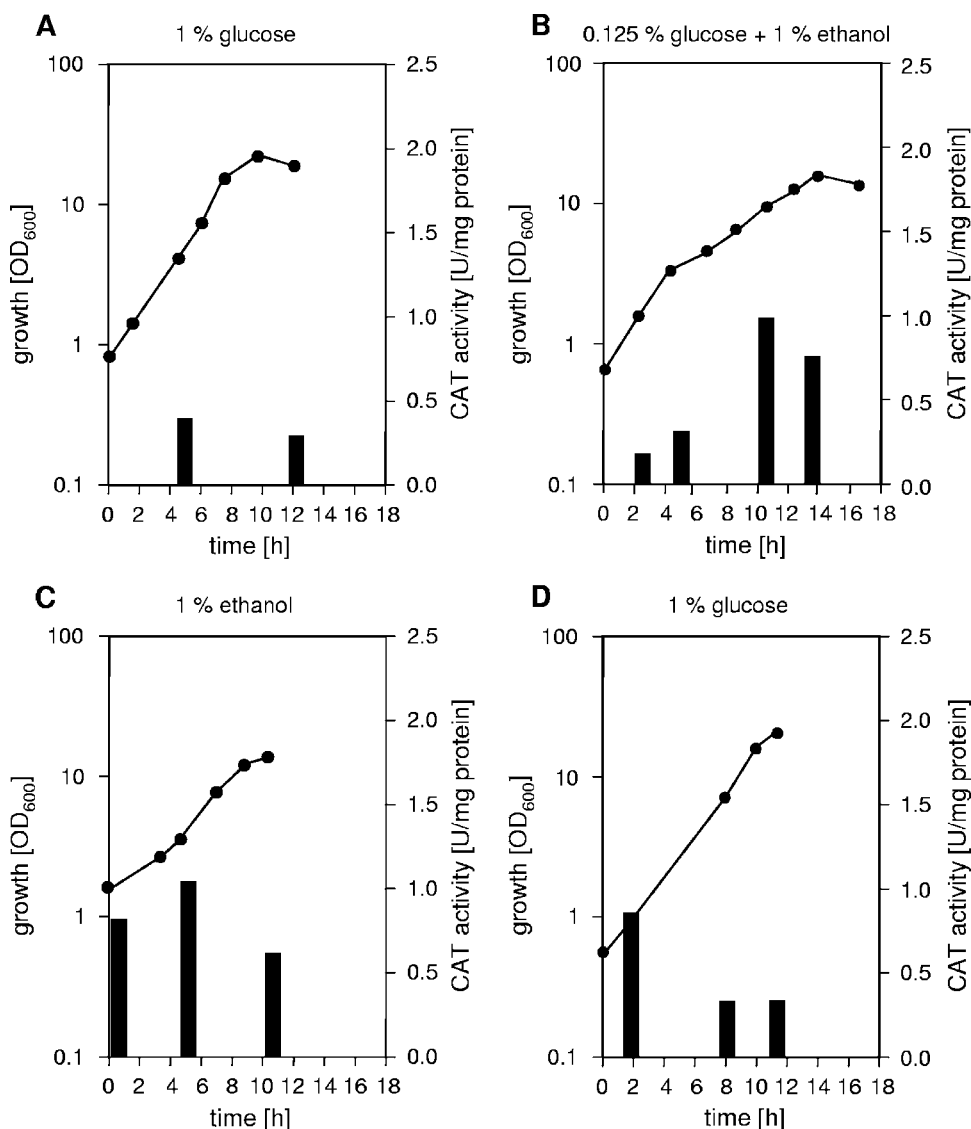 A
1 % glucose
100
10
1
0.1
growth [OD600]
2.5
2.0
1.5
1.0
0.5
0.0
CAT activity [U/mg protein]
0 2 4 6 8 10 12 14 16 18
time [h]
B
0.125 % glucose + 1 % ethanol
100
10
1
0.1
growth [OD600]
2.5
2.0
1.5
1.0
0.5
0.0
CAT activity [U/mg protein]
0 2 4 6 8 10 12 14 16 18
time [h]
C
1 % ethanol
100
10
1
0.1
growth [OD600]
2.5
2.0
1.5
1.0
0.5
0.0
CAT activity [U/mg protein]
0 2 4 6 8 10 12 14 16 18
time [h]
D
1 % glucose
100
10
1
0.1
growth [OD600]
2.5
2.0
1.5
1.0
0.5
0.0
CAT activity [U/mg protein]
0 2 4 6 8 10 12 14 16 18
time [h]